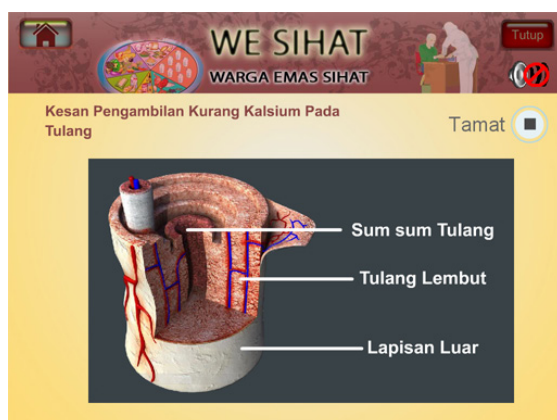 WE SIHAT
WARGA EMAS SIHAT
Tutup
Kesan Pengambilan Kurang Kalsium Pada
Tulang
Tamat
Sum sum Tulang
Tulang Lembut
Lapisan Luar